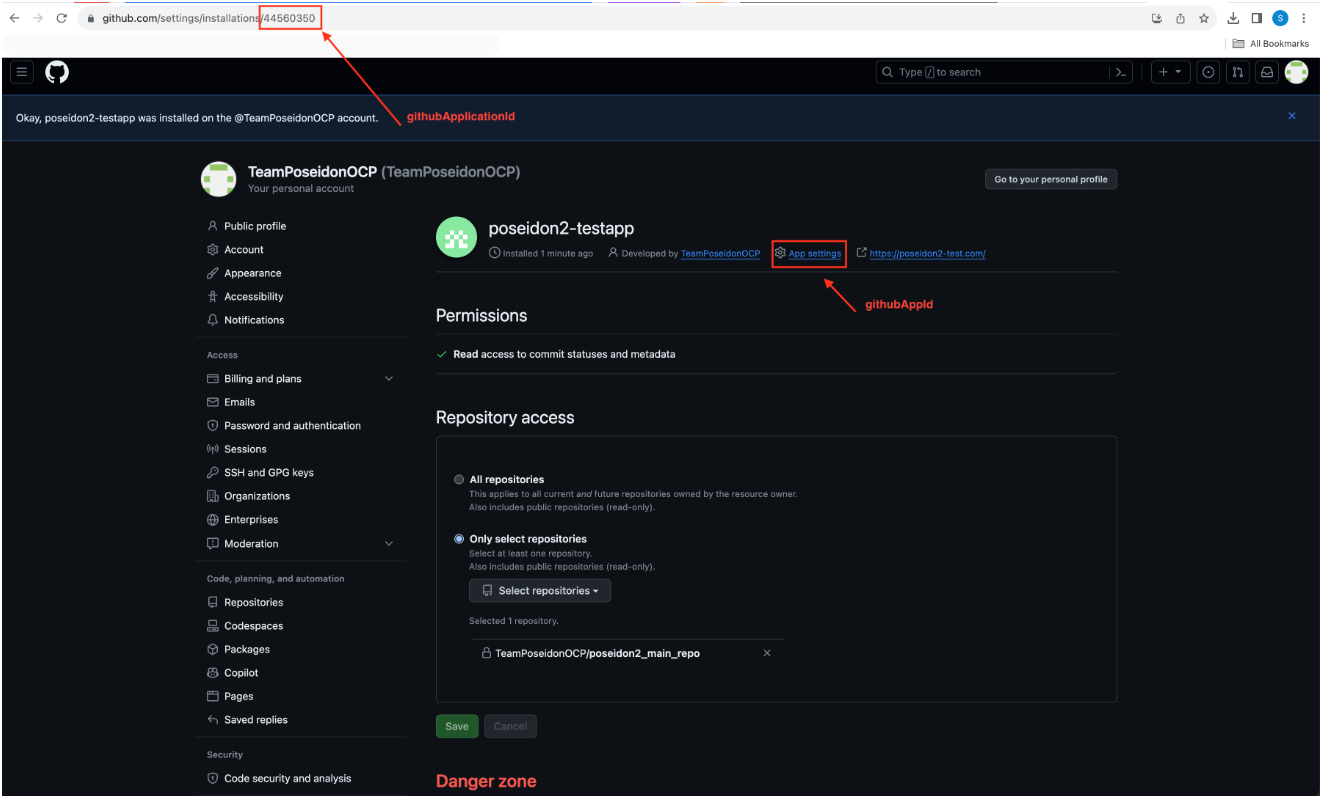 github.com/settings/installations/44560350
All Bookmarks
Type / to search
Okay, poseidon2-testapp was installed on the @TeamPoseidonOCP account.
githubApplicationId
TeamPoseidonOCP (TeamPoseidonOCP)
Your personal account
Go to your personal profile
Public profile
Account
Appearance
Accessibility
Notifications
Access
Billing and plans
Emails
Password and authentication
Sessions
SSH and GPG keys
Organizations
Enterprises
Moderation
Code, planning, and automation
Repositories
Codespaces
Packages
Copilot
Pages
Saved replies
Security
Code security and analysis
poseidon2-testapp
Installed 1 minute ago Developed by TeamPoseidonOCP App settings https://poseidon2-test.com/
githubAppId
Permissions
Read access to commit statuses and metadata
Repository access
All repositories
This applies to all current and future repositories owned by the resource owner.
Also includes public repositories (read-only).
Only select repositories
Select at least one repository.
Also includes public repositories (read-only).
Select repositories
Selected 1 repository.
TeamPoseidonOCP/poseidon2_main_repo
Save Cancel
Danger zone
S